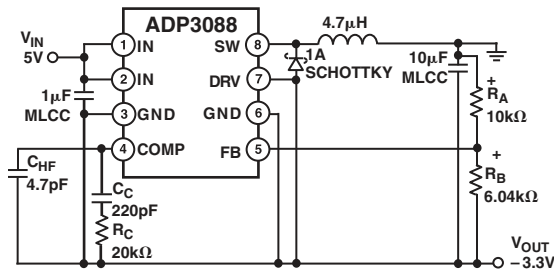 ADP3088
V_IN
5V
1 IN
2 IN
3 GND
4 COMP
SW 8
DRV 7
GND 6
FB 5
1μF
MLCC
C_HF
4.7pF
C_C
220pF
R_C
20kΩ
4.7μH
1A
SCHOTTKY
10μF
MLCC
+
R_A
10kΩ
+
R_B
6.04kΩ
V_OUT
–3.3V